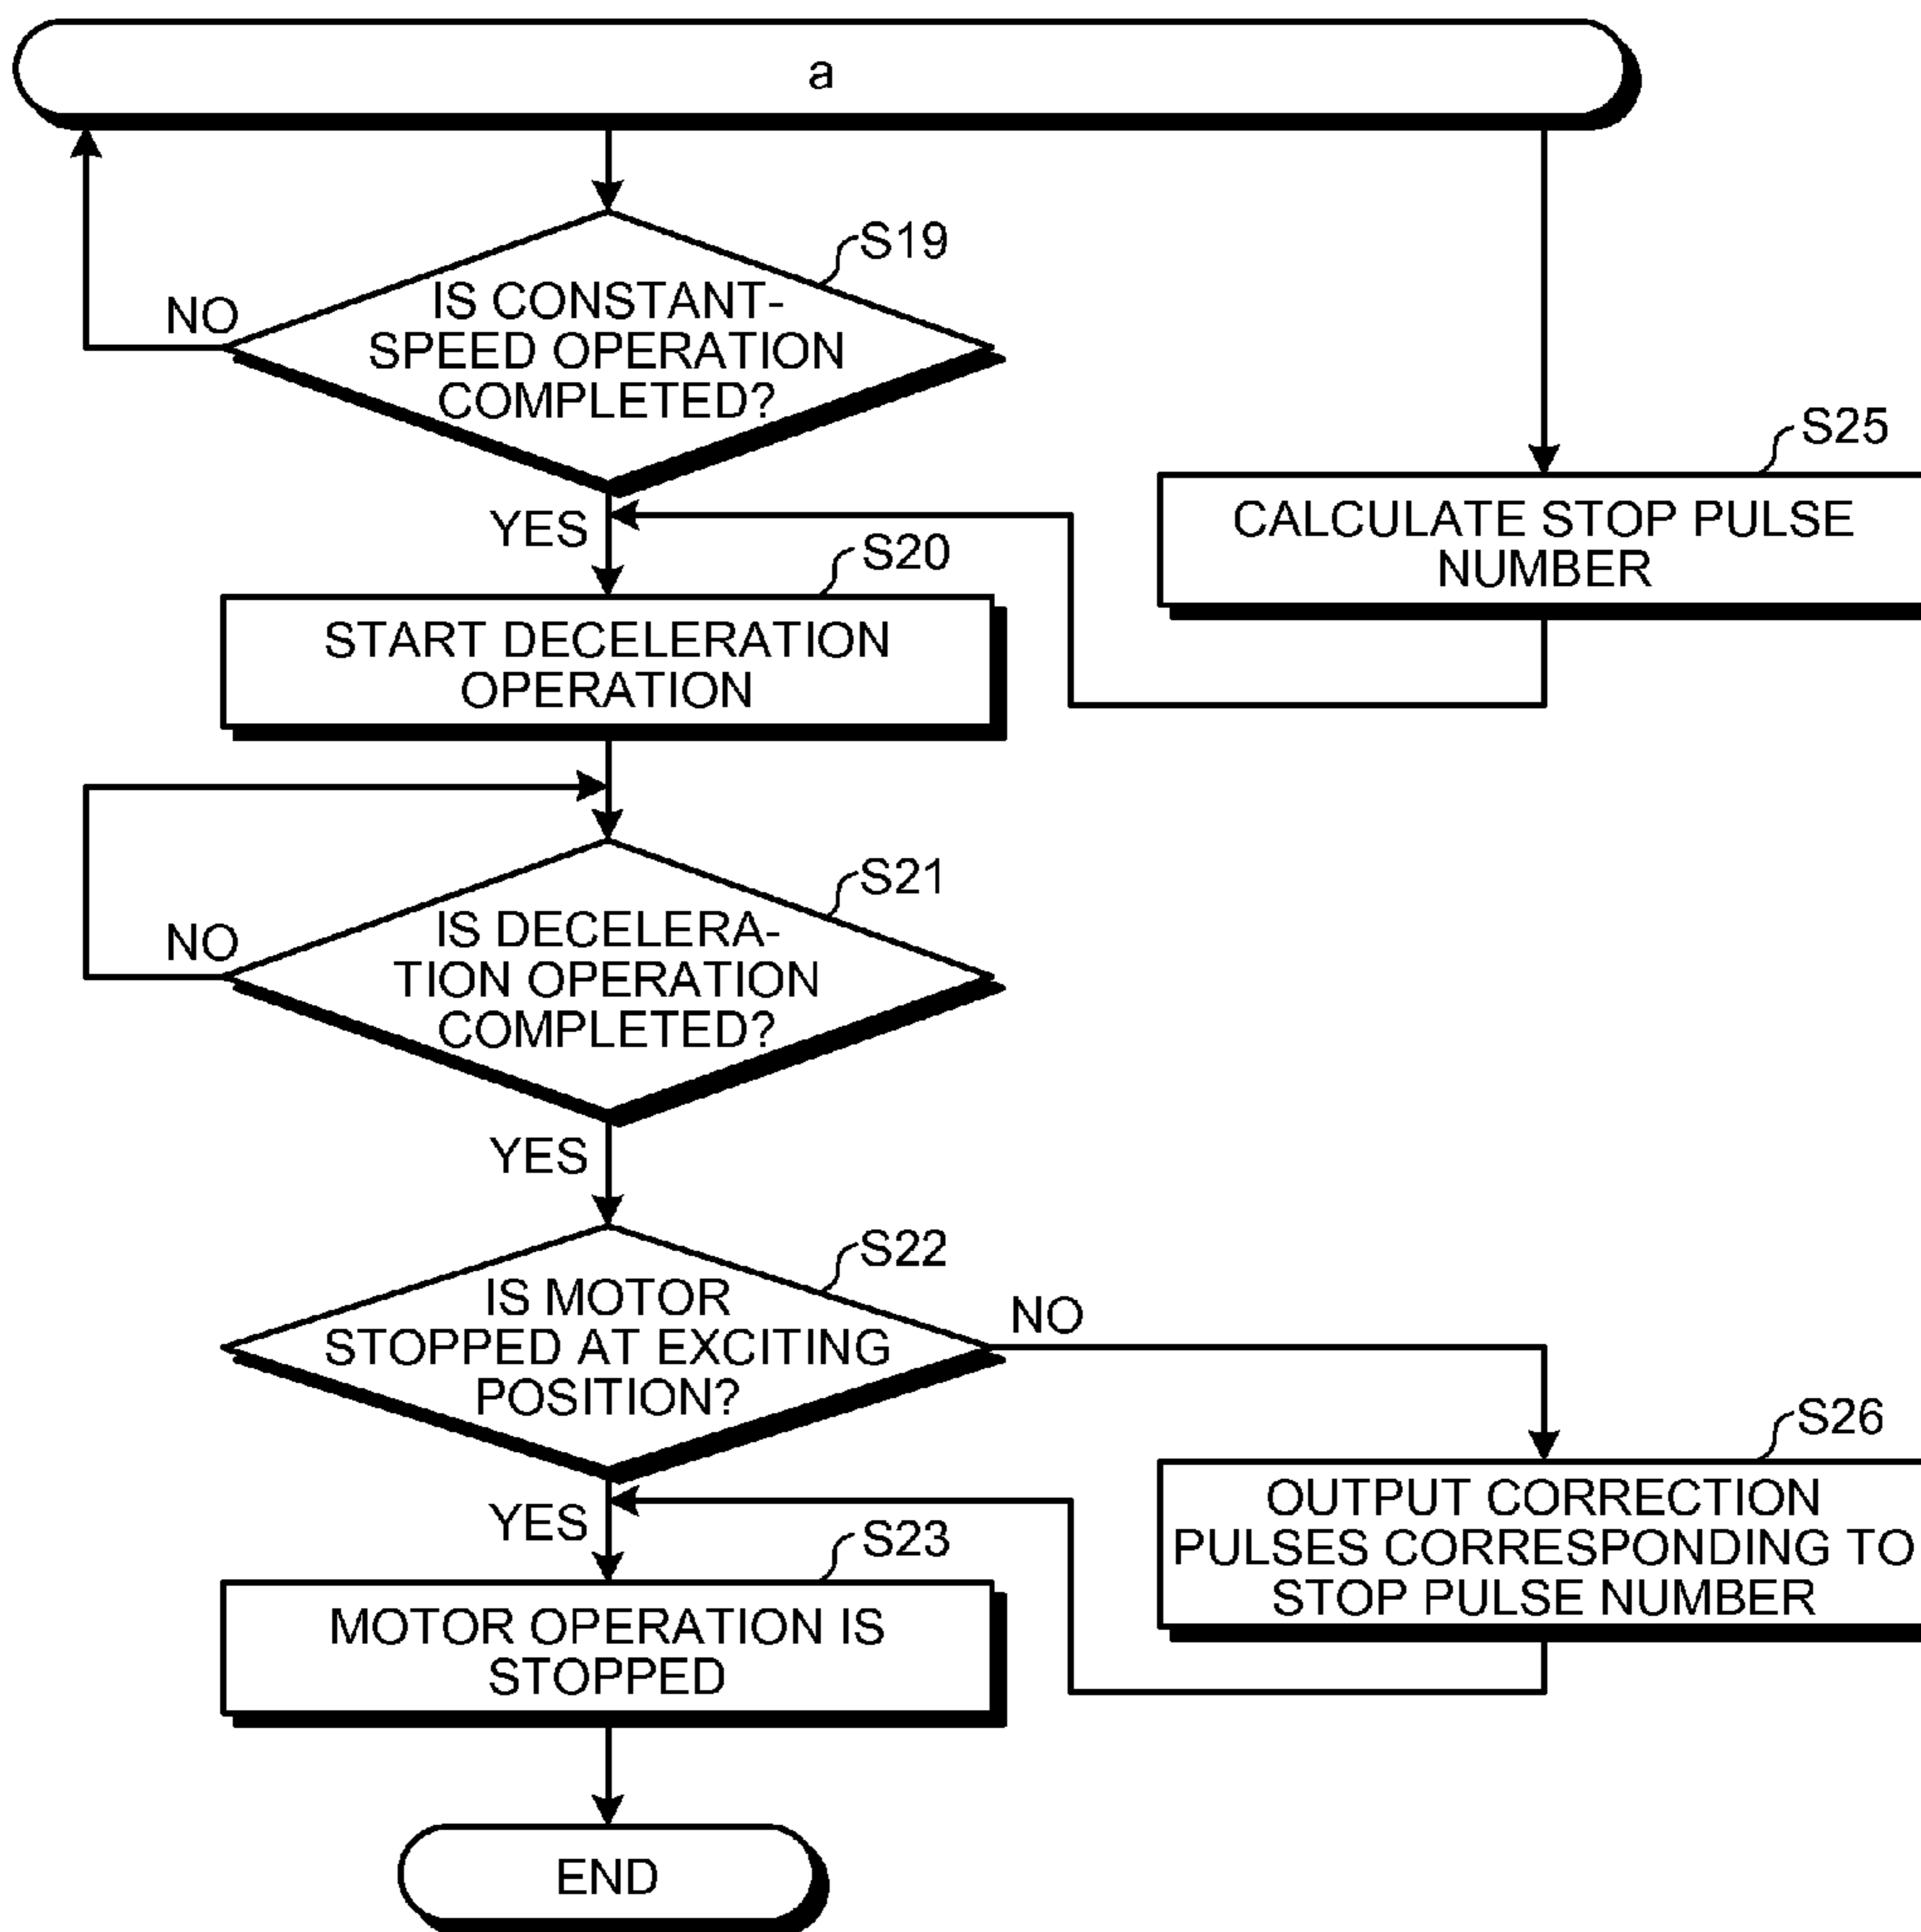 a
S19
NO
IS CONSTANT-
SPEED OPERATION
COMPLETED?
S25
CALCULATE STOP PULSE
NUMBER
YES
S20
START DECELERATION
OPERATION
S21
NO
IS DECELERA-
TION OPERATION
COMPLETED?
YES
S22
IS MOTOR
STOPPED AT EXCITING
POSITION?
NO
S26
OUTPUT CORRECTION
PULSES CORRESPONDING TO
STOP PULSE NUMBER
YES
S23
MOTOR OPERATION IS
STOPPED
END